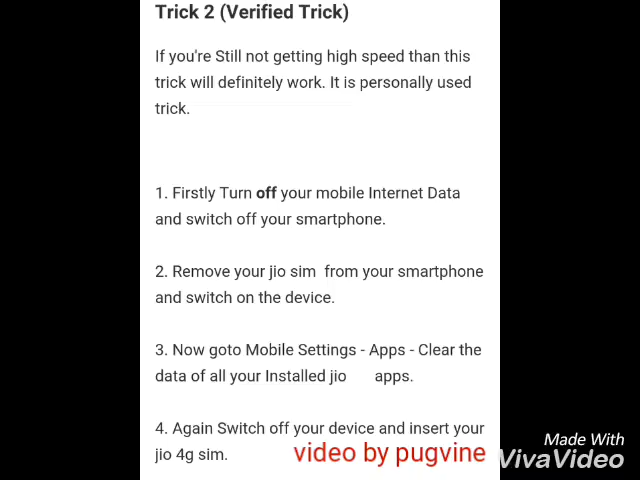 Trick 2 (Verified Trick)
If you're Still not getting high speed than this
trick will definitely work. It is personally used
trick.
1. Firstly Turn off your mobile Internet Data
and switch off your smartphone.
2. Remove your jio sim from your smartphone
and switch on the device.
3. Now goto Mobile Settings - Apps - Clear the
data of all your Installed jio apps.
4. Again Switch off your device and insert your
jio 4g sim.
video by pugvine
Made With
VivaVideo